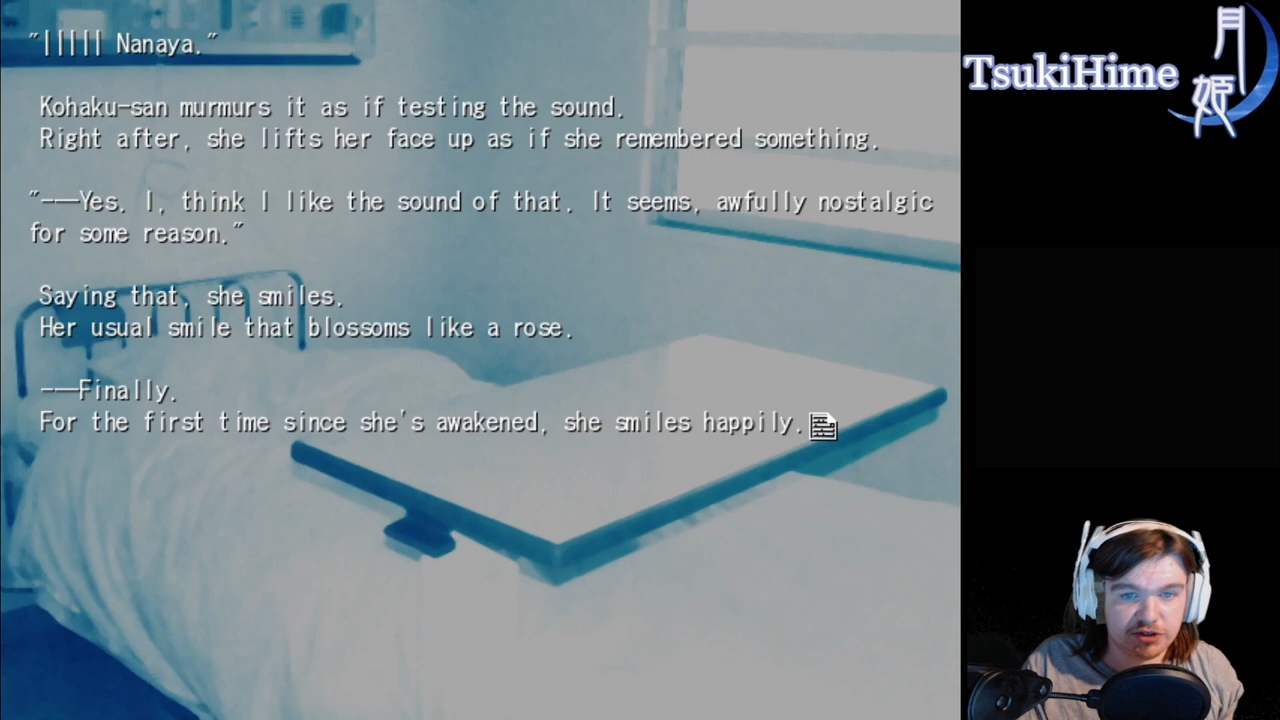 "||||| Nanaya."
Kohaku-san murmurs it as if testing the sound.
Right after, she lifts her face up as if she remembered something.
"───Yes. I, think I like the sound of that. It seems, awfully nostalgic
for some reason."
Saying that, she smiles.
Her usual smile that blossoms like a rose.
───Finally.
For the first time since she's awakened, she smiles happily.
TsukiHime
月姫